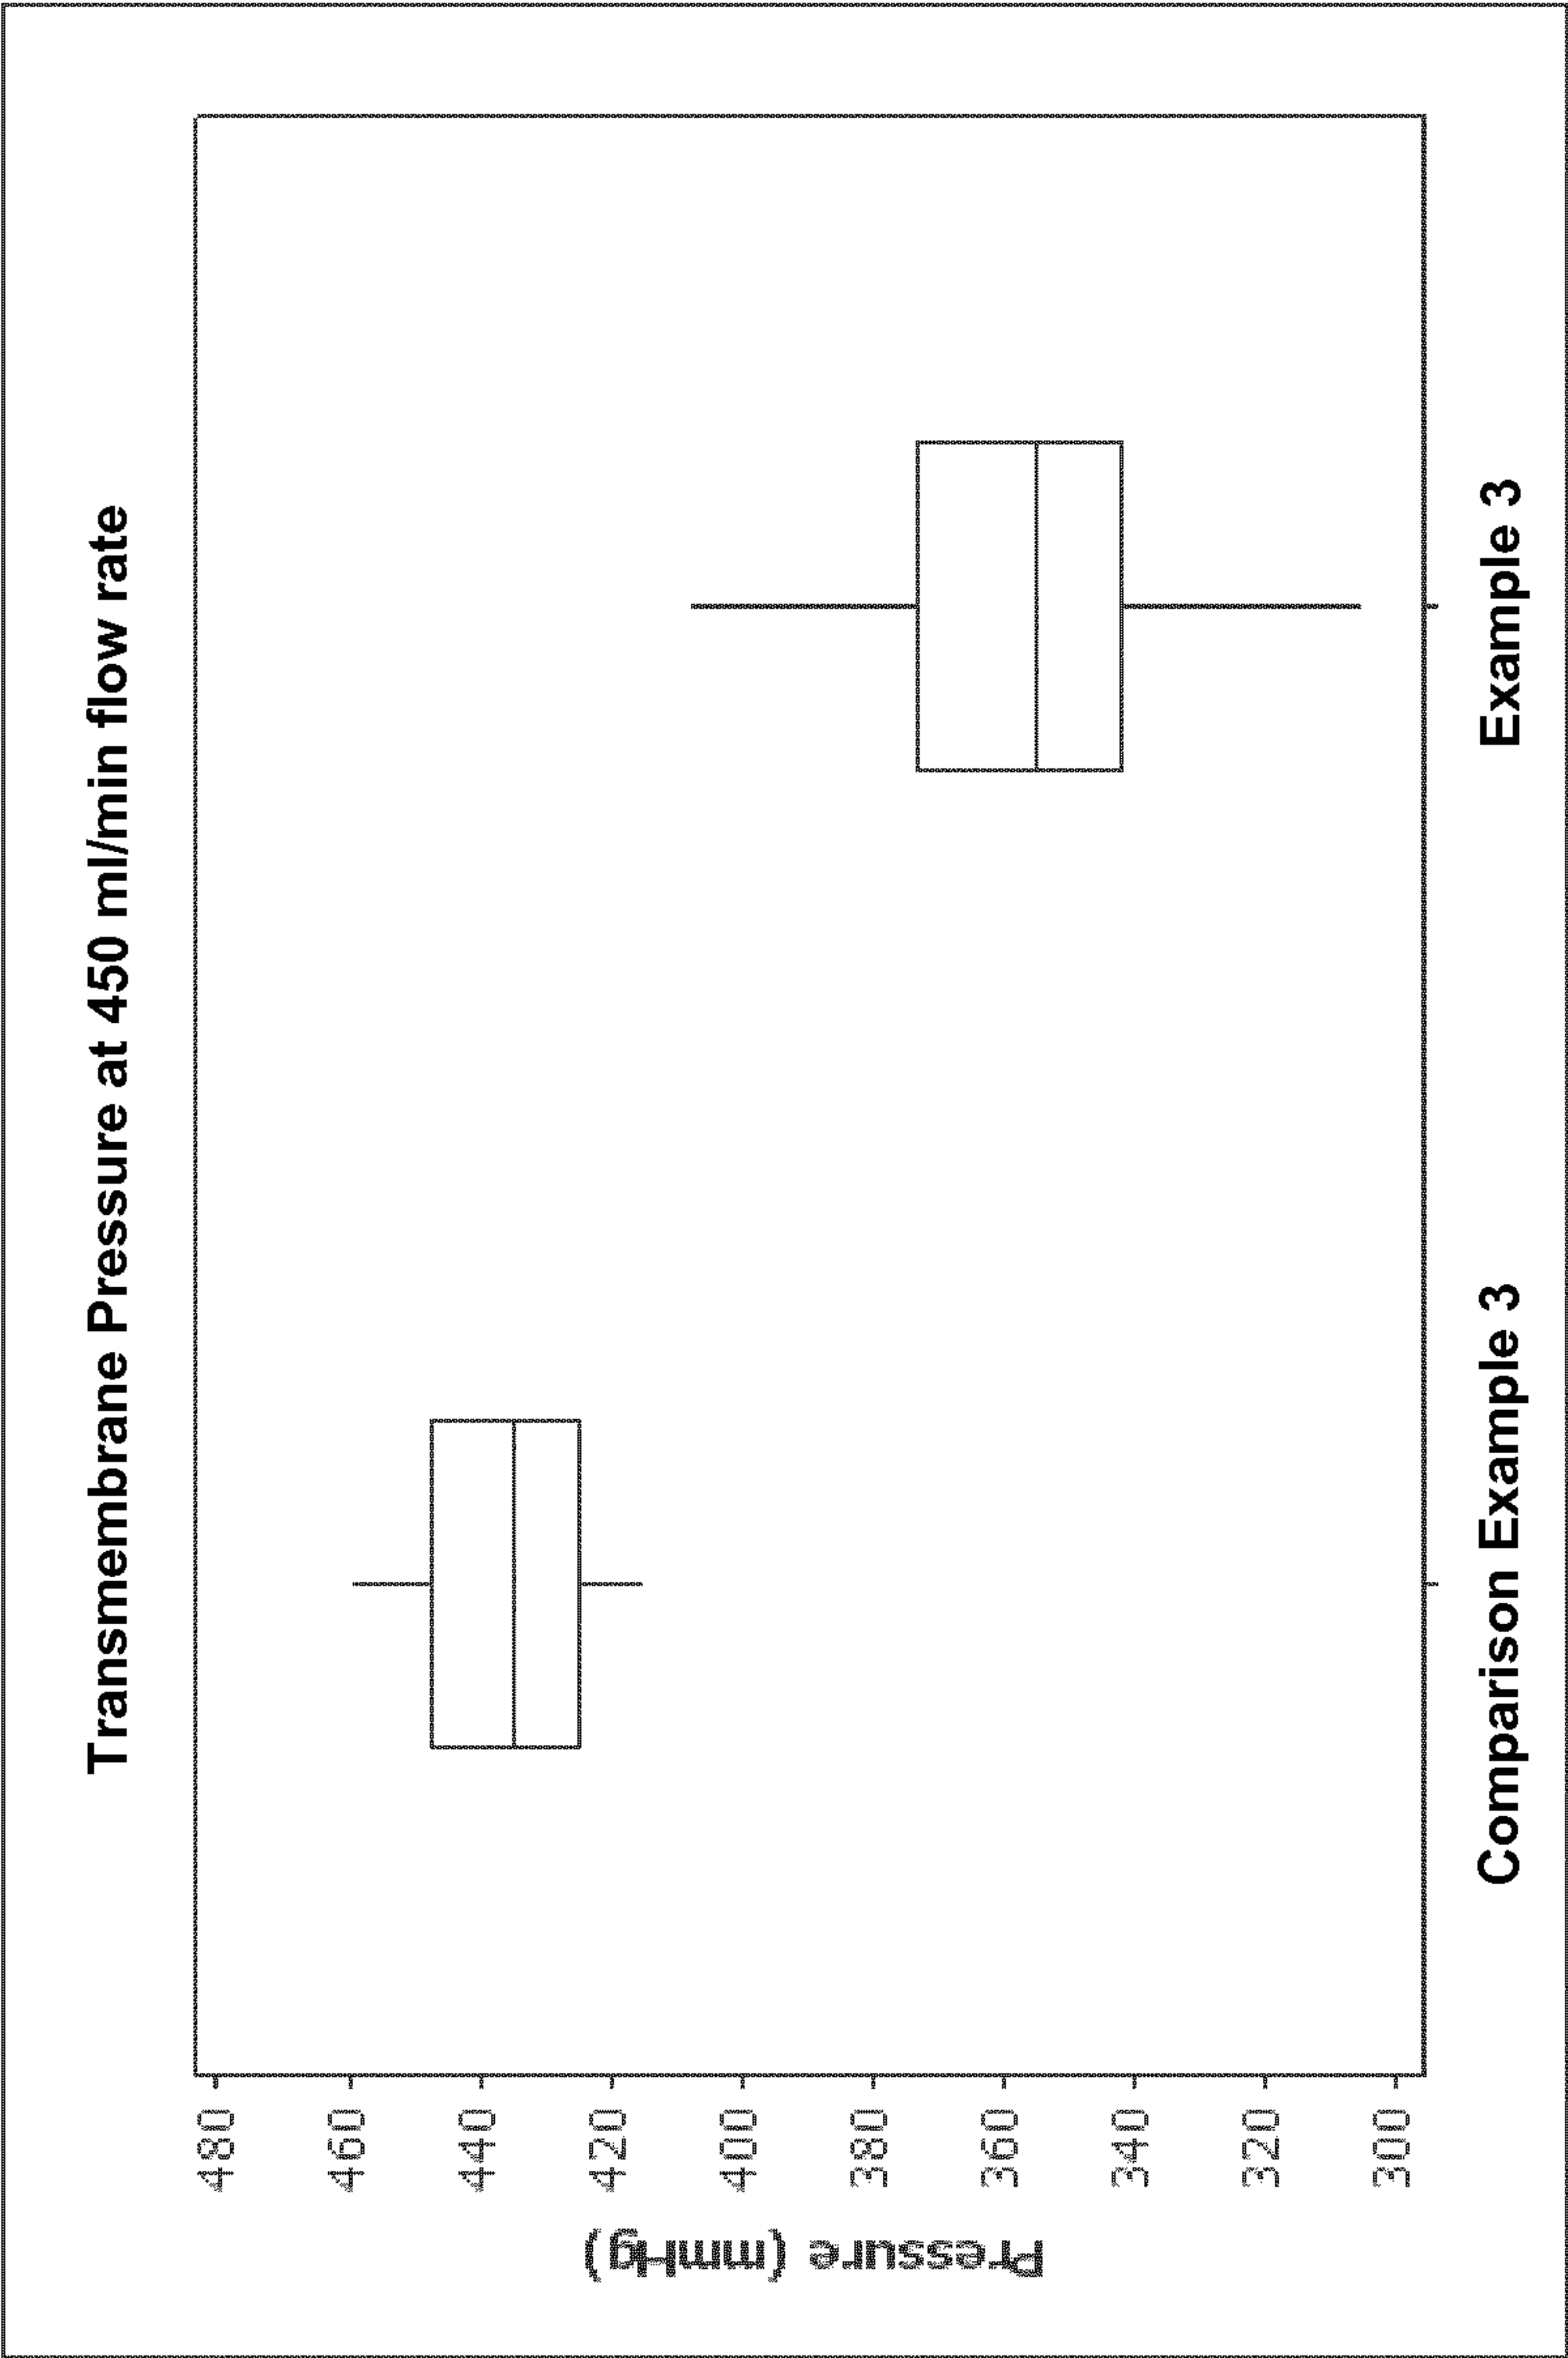 Transmembrane Pressure at 450 ml/min flow rate
Pressure (mmHg)
480
460
440
420
400
380
360
340
320
300
Comparison Example 3
Example 3